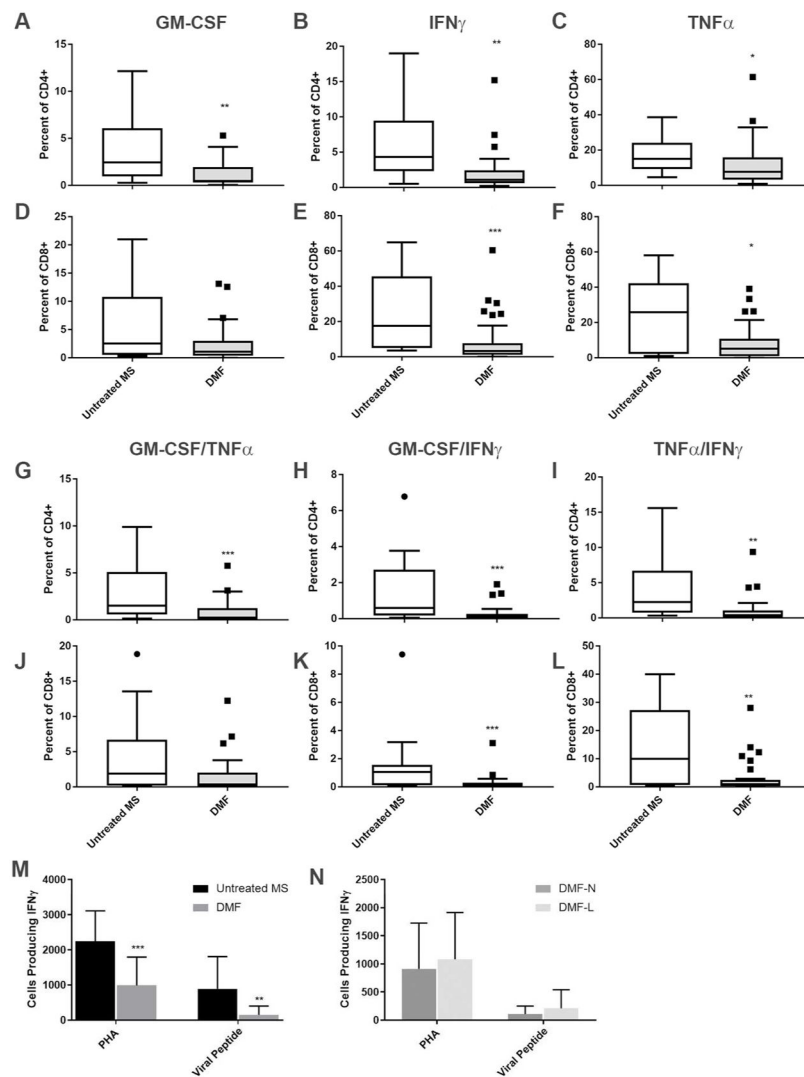 A GM-CSF
B IFNγ
C TNFα
Percent of CD4+
15
10
5
0
**
Percent of CD4+
20
15
10
5
0
**
Percent of CD4+
80
60
40
20
0
*
D
E
F
Percent of CD8+
25
20
15
10
5
0
Untreated MS
DMF
Percent of CD8+
80
60
40
20
0
***
Untreated MS
DMF
Percent of CD8+
80
60
40
20
0
*
Untreated MS
DMF
G GM-CSF/TNFα
H GM-CSF/IFNγ
I TNFα/IFNγ
Percent of CD4+
15
10
5
0
***
Percent of CD4+
8
6
4
2
0
***
Percent of CD4+
20
15
10
5
0
**
J
K
L
Percent of CD8+
20
15
10
5
0
Untreated MS
DMF
Percent of CD8+
10
8
6
4
2
0
***
Untreated MS
DMF
Percent of CD8+
50
40
30
20
10
0
**
Untreated MS
DMF
M
Cells Producing IFNγ
4000
3000
2000
1000
0
Untreated MS
DMF
***
**
PHA
Viral Peptide
N
Cells Producing IFNγ
2500
2000
1500
1000
500
0
DMF-N
DMF-L
PHA
Viral Peptide